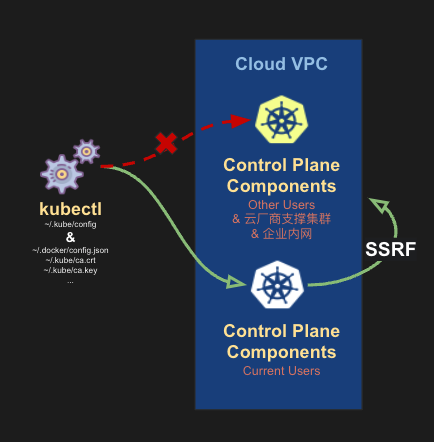 Cloud VPC
Control Plane
Components
Other Users
& 云厂商支撑集群
& 企业内网
kubectl
~/.kube/config
&
~/.docker/config.json
~/.kube/ca.crt
~/.kube/ca.key
...
SSRF
Control Plane
Components
Current Users